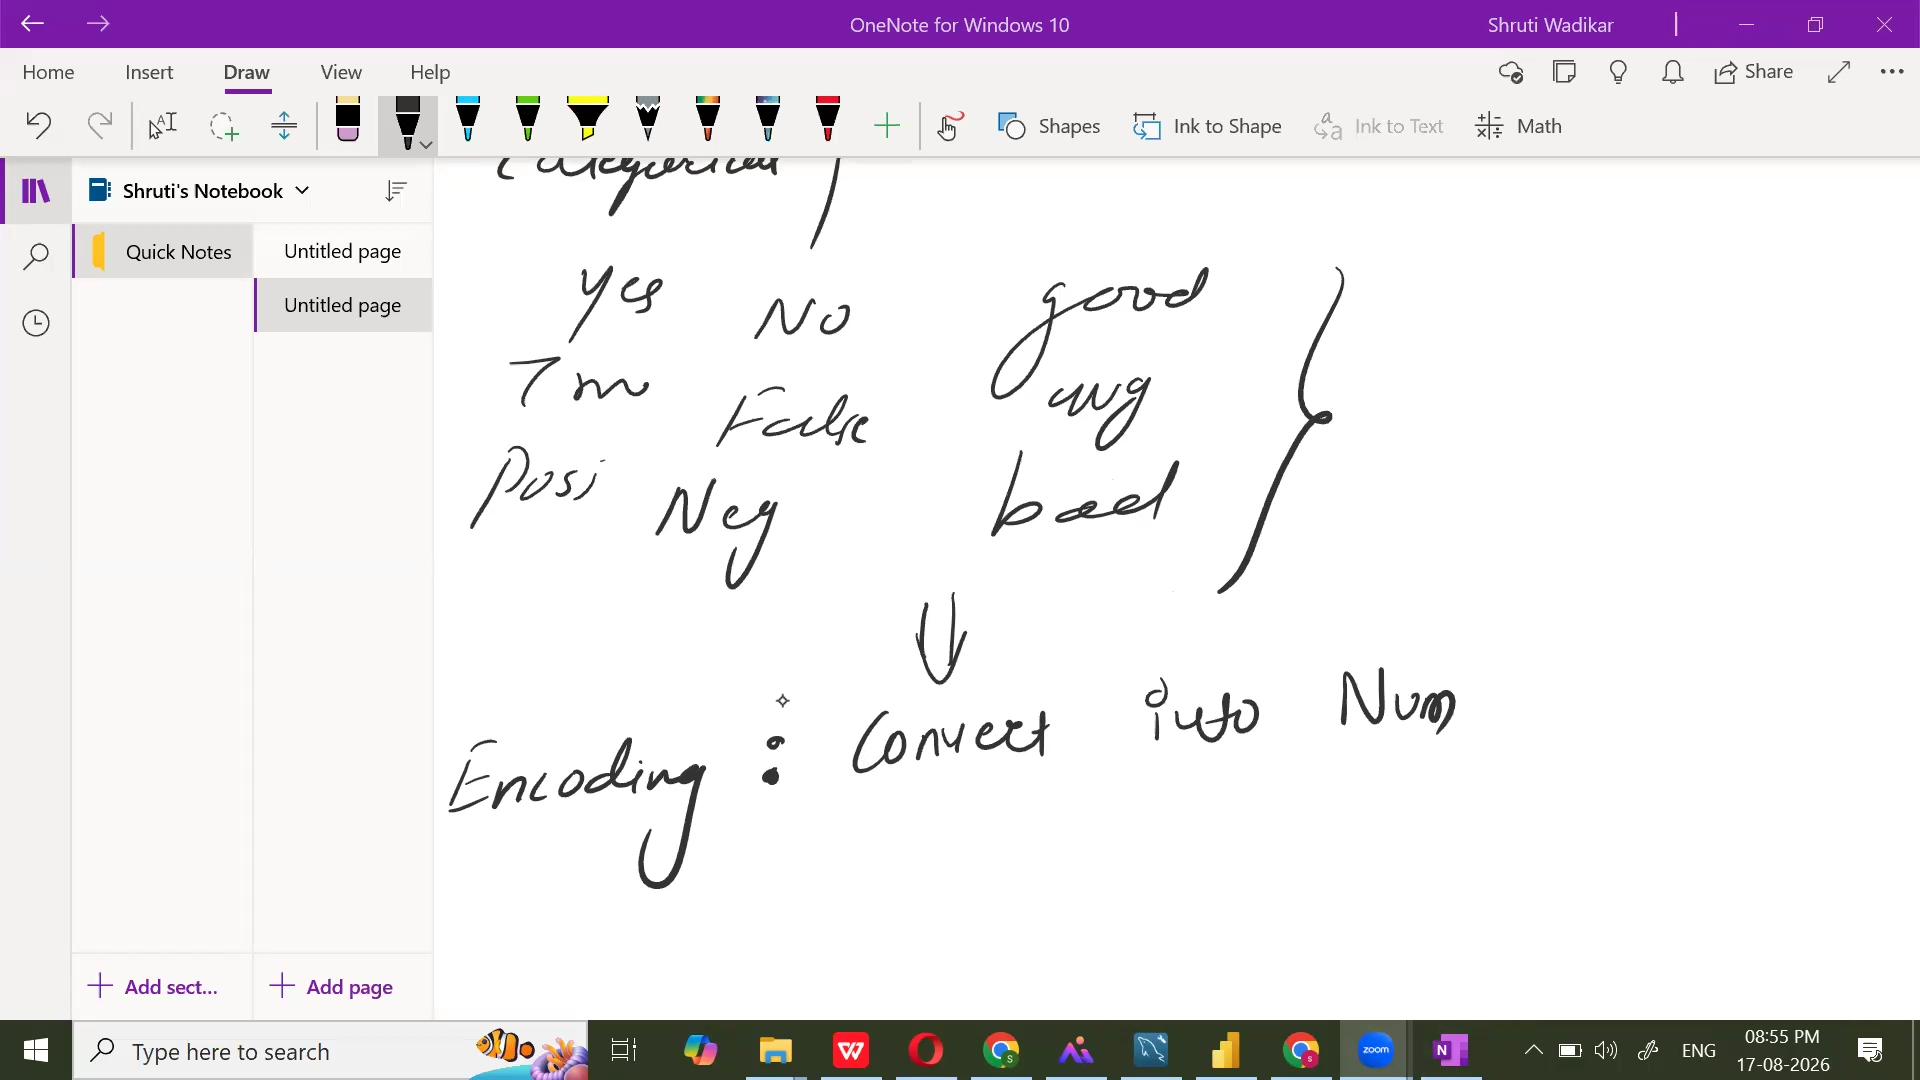 OneNote for Windows 10
Shruti Wadikar
Home Insert Draw View Help
Share
Shapes Ink to Shape Ink to Text Math
Shruti's Notebook
Quick Notes
Untitled page
Untitled page
Categorical
Yes No good
False avg
Posi Neg bad
Encoding : Convert into Num
Add sect...
Add page
Type here to search
zoom
ENG
08:55 PM
17-08-2026